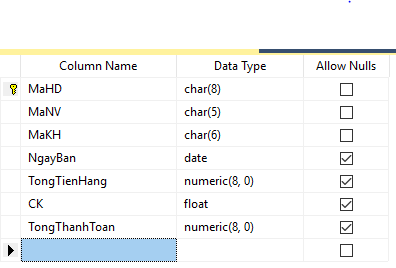 Column Name Data Type Allow Nulls
MaHD char(8)
MaNV char(5)
MaKH char(6)
NgayBan date
TongTienHang numeric(8, 0)
CK float
TongThanhToan numeric(8, 0)